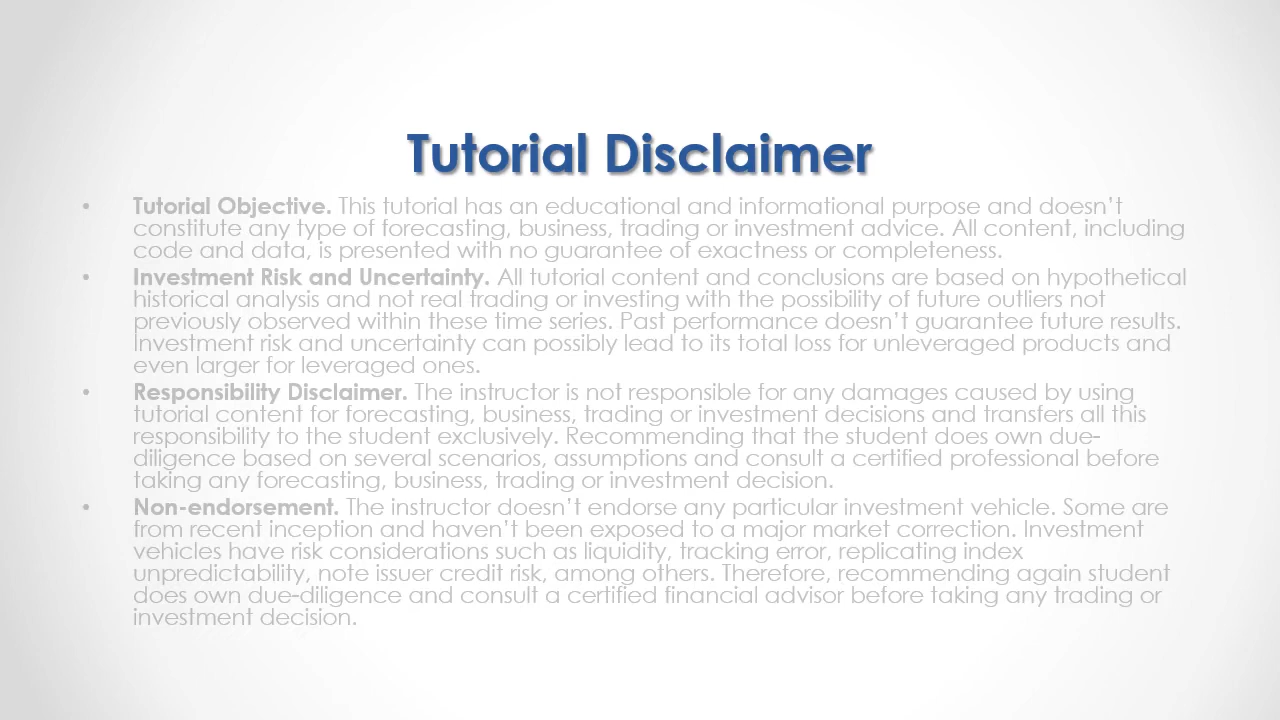 Tutorial Disclaimer
• Tutorial Objective. This tutorial has an educational and informational purpose and doesn’t
constitute any type of forecasting, business, trading or investment advice. All content, including
code and data, is presented with no guarantee of exactness or completeness.
• Investment Risk and Uncertainty. All tutorial content and conclusions are based on hypothetical
historical analysis and not real trading or investing with the possibility of future outliers not
previously observed within these time series. Past performance doesn’t guarantee future results.
Investment risk and uncertainty can possibly lead to its total loss for unleveraged products and
even larger for leveraged ones.
• Responsibility Disclaimer. The instructor is not responsible for any damages caused by using
tutorial content for forecasting, business, trading or investment decisions and transfers all this
responsibility to the student exclusively. Recommending that the student does own due-
diligence based on several scenarios, assumptions and consult a certified professional before
taking any forecasting, business, trading or investment decision.
• Non-endorsement. The instructor doesn’t endorse any particular investment vehicle. Some are
from recent inception and haven’t been exposed to a major market correction. Investment
vehicles have risk considerations such as liquidity, tracking error, replicating index
unpredictability, note issuer credit risk, among others. Therefore, recommending again student
does own due-diligence and consult a certified financial advisor before taking any trading or
investment decision.